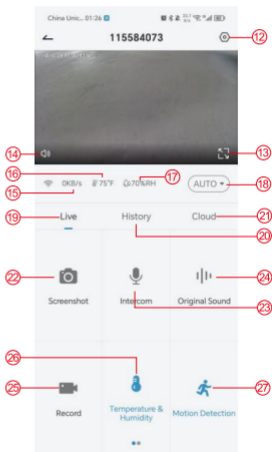 China Unic... 01:26
115584073
⑫
⑭
⑬
⑯ ⑰
0KB/s 75°F 70%RH AUTO ⑱
⑮
⑲ Live History Cloud ㉑
⑳
㉒ ㉔
Screenshot Intercom Original Sound
㉓
㉖
㉕ ㉗
Record Temperature & Humidity Motion Detection